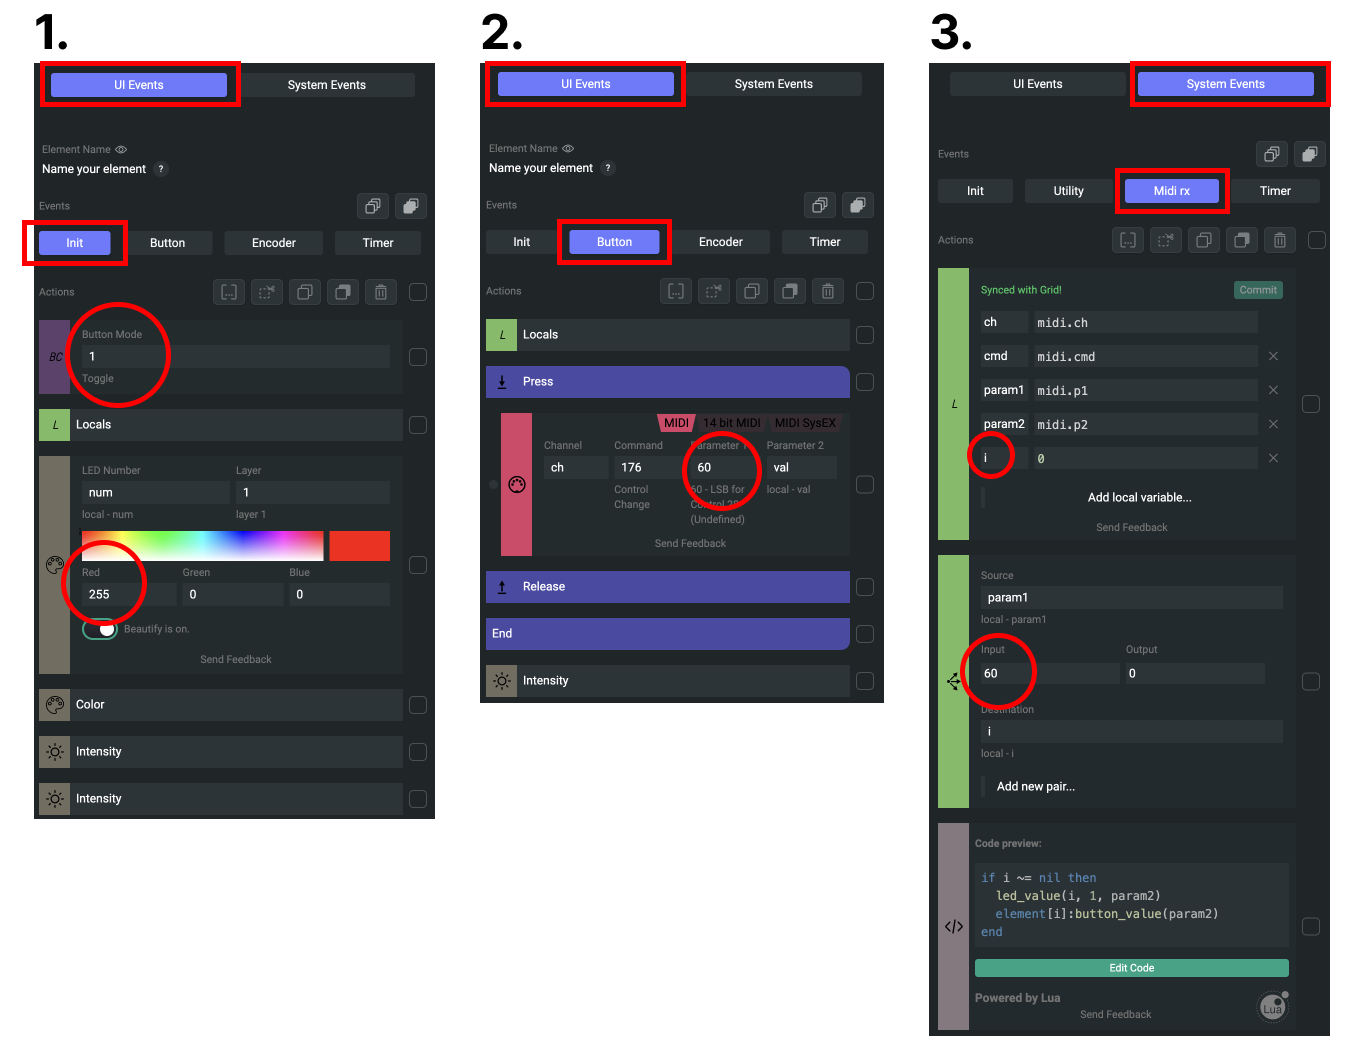 1.
UI Events
System Events
Element Name
Name your element ?
Events
Init
Button
Encoder
Timer
Actions
BC
Button Mode
1
Toggle
L
Locals
LED Number
Layer
num
1
local - num
layer 1
Red
Green
Blue
255
0
0
Beautify is on.
Send Feedback
Color
Intensity
Intensity
2.
UI Events
System Events
Element Name
Name your element ?
Events
Init
Button
Encoder
Timer
Actions
L
Locals
Press
MIDI
14 bit MIDI
MIDI SysEX
Channel
Command
Parameter 1
Parameter 2
ch
176
60
val
Control
Change
60 - LSB for
(Undefined)
local - val
Send Feedback
Release
End
Intensity
3.
UI Events
System Events
Events
Init
Utility
Midi rx
Timer
Actions
L
Synced with Grid!
Commit
ch
midi.ch
cmd
midi.cmd
param1
midi.p1
param2
midi.p2
i
0
Add local variable...
Send Feedback
Source
param1
local - param1
Input
Output
60
0
Destination
i
local - i
Add new pair...
Code preview:
if i ~= nil then
led_value(i, 1, param2)
element[i]:button_value(param2)
end
</>
Edit Code
Powered by Lua
Lua
Send Feedback